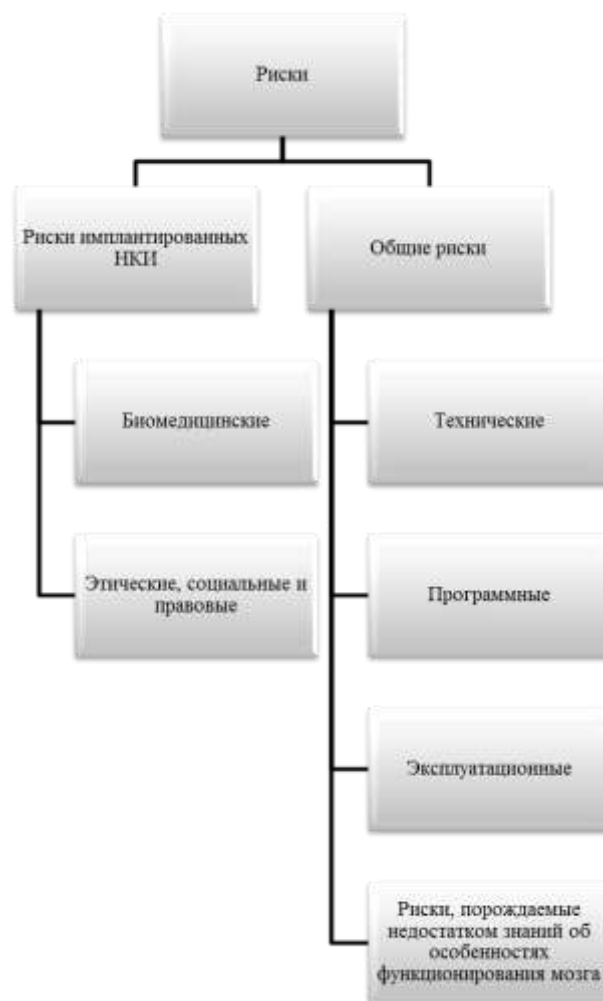 Риски
Риски имплантированных
НКИ
Общие риски
Биомедицинские
Технические
Этические, социальные и
правовые
Программные
Эксплуатационные
Риски, порождаемые
недостатком знаний об
особенностях
функционирования мозга